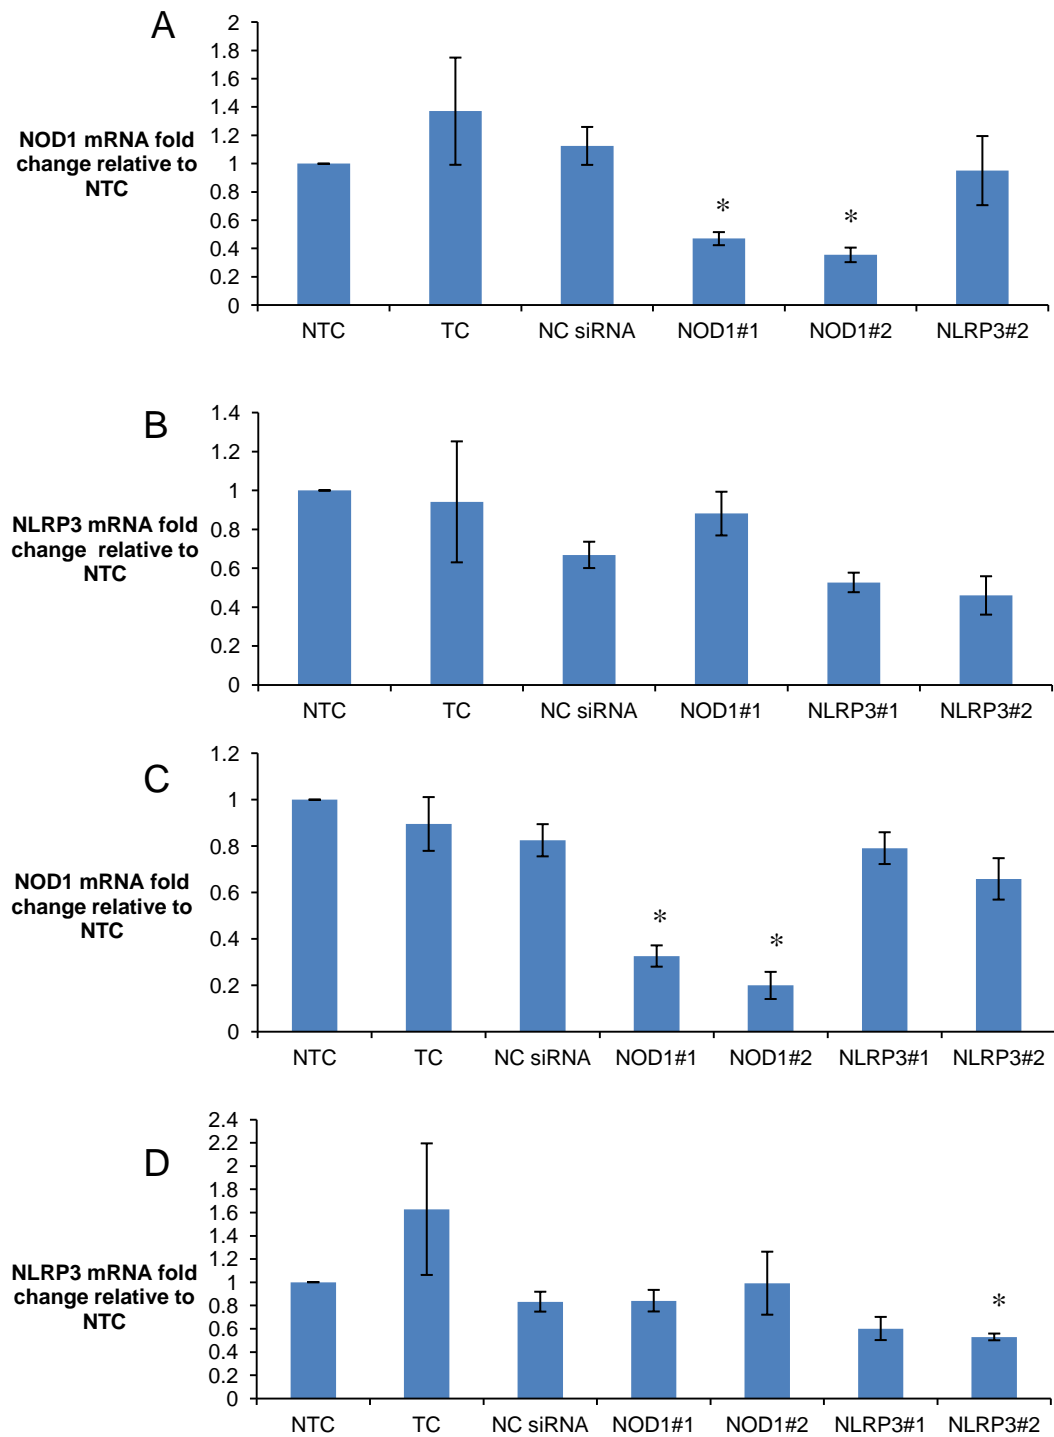 A
NOD1 mRNA fold
change relative to
NTC
2
1.8
1.6
1.4
1.2
1
0.8
0.6
0.4
0.2
0
*
*
NTC TC NC siRNA NOD1#1 NOD1#2 NLRP3#2
B
NLRP3 mRNA fold
change relative to
NTC
1.4
1.2
1
0.8
0.6
0.4
0.2
0
NTC TC NC siRNA NOD1#1 NLRP3#1 NLRP3#2
C
NOD1 mRNA fold
change relative to
NTC
1.2
1
0.8
0.6
0.4
0.2
0
*
*
NTC TC NC siRNA NOD1#1 NOD1#2 NLRP3#1 NLRP3#2
D
NLRP3 mRNA fold
change relative to
NTC
2.4
2.2
2
1.8
1.6
1.4
1.2
1
0.8
0.6
0.4
0.2
0
*
NTC TC NC siRNA NOD1#1 NOD1#2 NLRP3#1 NLRP3#2